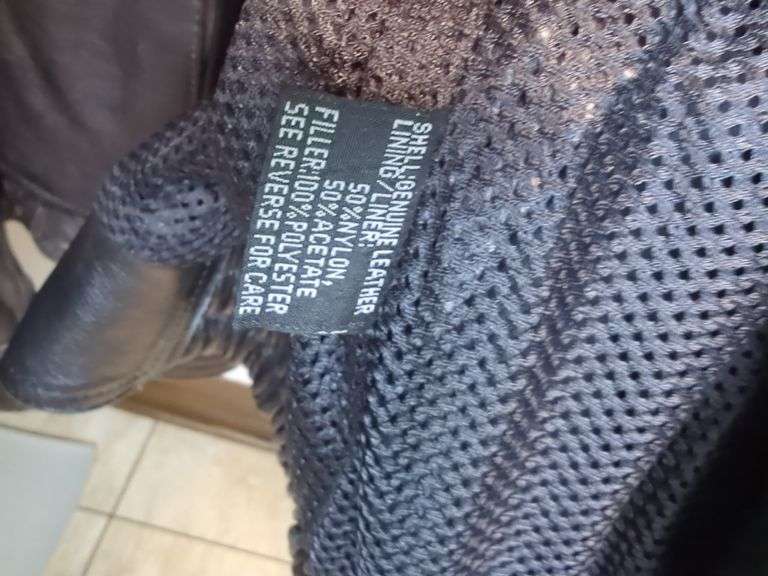 SHELL:GENUINE LEATHER
LINING/LINER:
50%NYLON,
50%ACETATE
FILLER:100%POLYESTER
SEE REVERSE FOR CARE